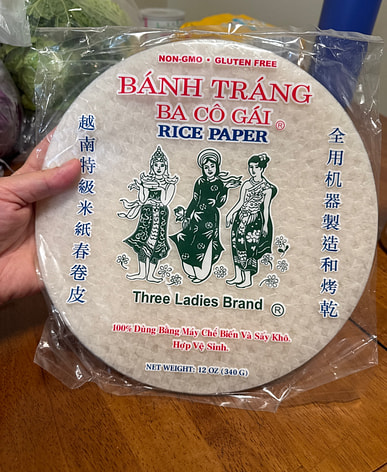 NON-GMO • GLUTEN FREE
BÁNH TRÁNG
BA CÔ GÁI ®
RICE PAPER
越南特級米紙春卷皮
全用机器製造和烤乾
Three Ladies Brand ®
100% Dùng Bằng Máy Chế Biến Và Sấy Khô.
Hợp Vệ Sinh.
NET WEIGHT: 12 OZ (340 G)